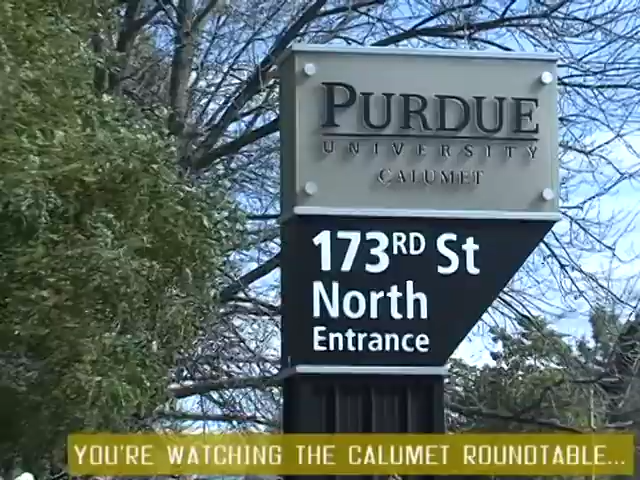 PURDUE
UNIVERSITY
CALUMET
173RD St
North
Entrance
YOU'RE WATCHING THE CALUMET ROUNDTABLE...